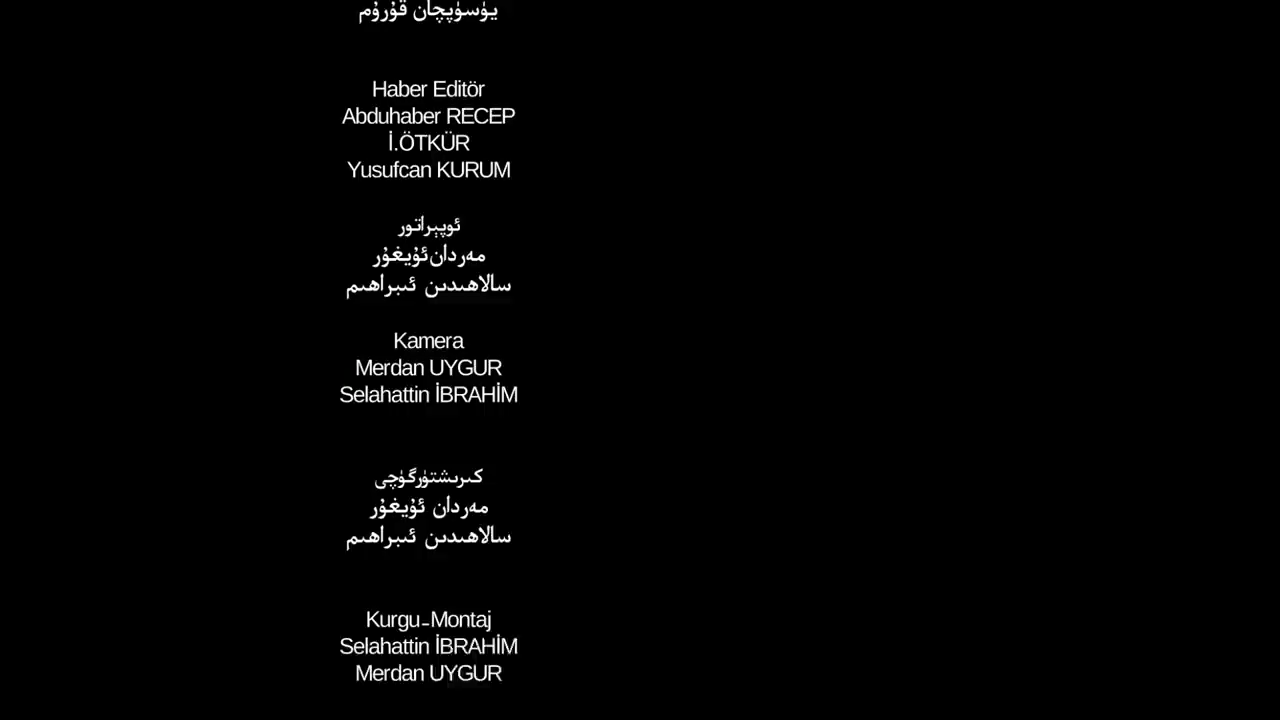 يۈسۈپچان قۇرۇم
Haber Editör
Abduhaber RECEP
İ.ÖTKÜR
Yusufcan KURUM
ئوپېراتور
مەردان ئۇيغۇر
سالاھىدىن ئىبراھىم
Kamera
Merdan UYGUR
Selahattin İBRAHİM
كىرىشتۈرگۈچى
مەردان ئۇيغۇر
سالاھىدىن ئىبراھىم
Kurgu-Montaj
Selahattin İBRAHİM
Merdan UYGUR